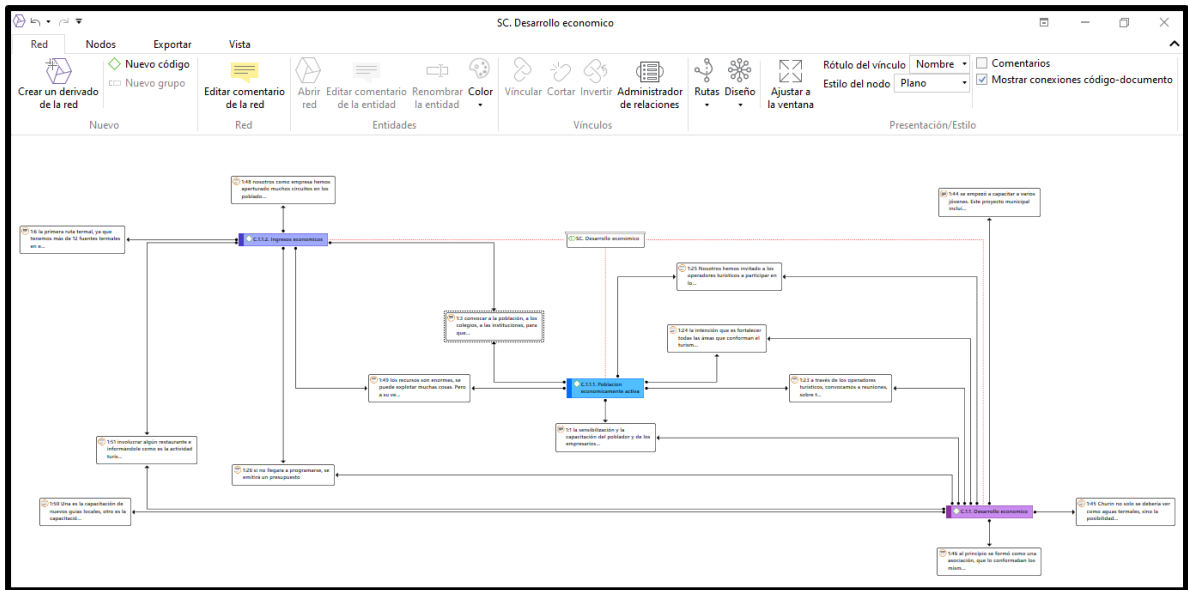 SC. Desarrollo economico
Red Nodos Exportar Vista
Crear un derivado
de la red
Nuevo código
Nuevo grupo
Nuevo
Editar comentario
de la red
Red
Abrir
red
Editar comentario
de la entidad
Renombrar
la entidad
Color
Entidades
Víncular
Cortar
Invertir
Administrador
de relaciones
Vínculos
Rutas
Diseño
Ajustar a
la ventana
Rótulo del vínculo Nombre
Estilo del nodo Plano
Comentarios
Mostrar conexiones código-documento
Presentación/Estilo
1:48 nosotros como empresa hemos
aperturado muchos circuitos en los
poblado...
1:44 se empezó a capacitar a varios
jóvenes. Este proyecto municipal
inclui...
1:6 la primera ruta termal, ya que
tenemos más de 12 fuentes termales
en e...
C.1.1.2. Ingresos economicos
SC. Desarrollo economico
1:25 Nosotros hemos invitado a los
operadores turísticos a participar en
lo...
1:2 convocar a la población, a los
colegios, a las instituciones, para
que...
1:24 la intención que es fortalecer
todas las áreas que conforman el
turism...
1:49 los recursos son enormes, se
puede explotar muchas cosas. Pero
a su ve...
C.1.1.1. Poblacion
economicamente activa
1:23 a través de los operadores
turísticos, convocamos a reuniones,
sobre t...
1:1 la sensibilización y la
capacitación del poblador y de los
empresarios...
1:51 involucrar algún restaurante e
informándole como es la actividad
turís...
1:28 si no llegara a programarse, se
emitirá un presupuesto
1:50 Una es la capacitación de
nuevos guías locales, otro es la
capacitació...
C.1.1. Desarrollo economico
1:45 Churín no solo se debería ver
como aguas termales, sino la
posibilidad...
1:46 al principio se formó como una
asociación, que lo conformaban los
mism...